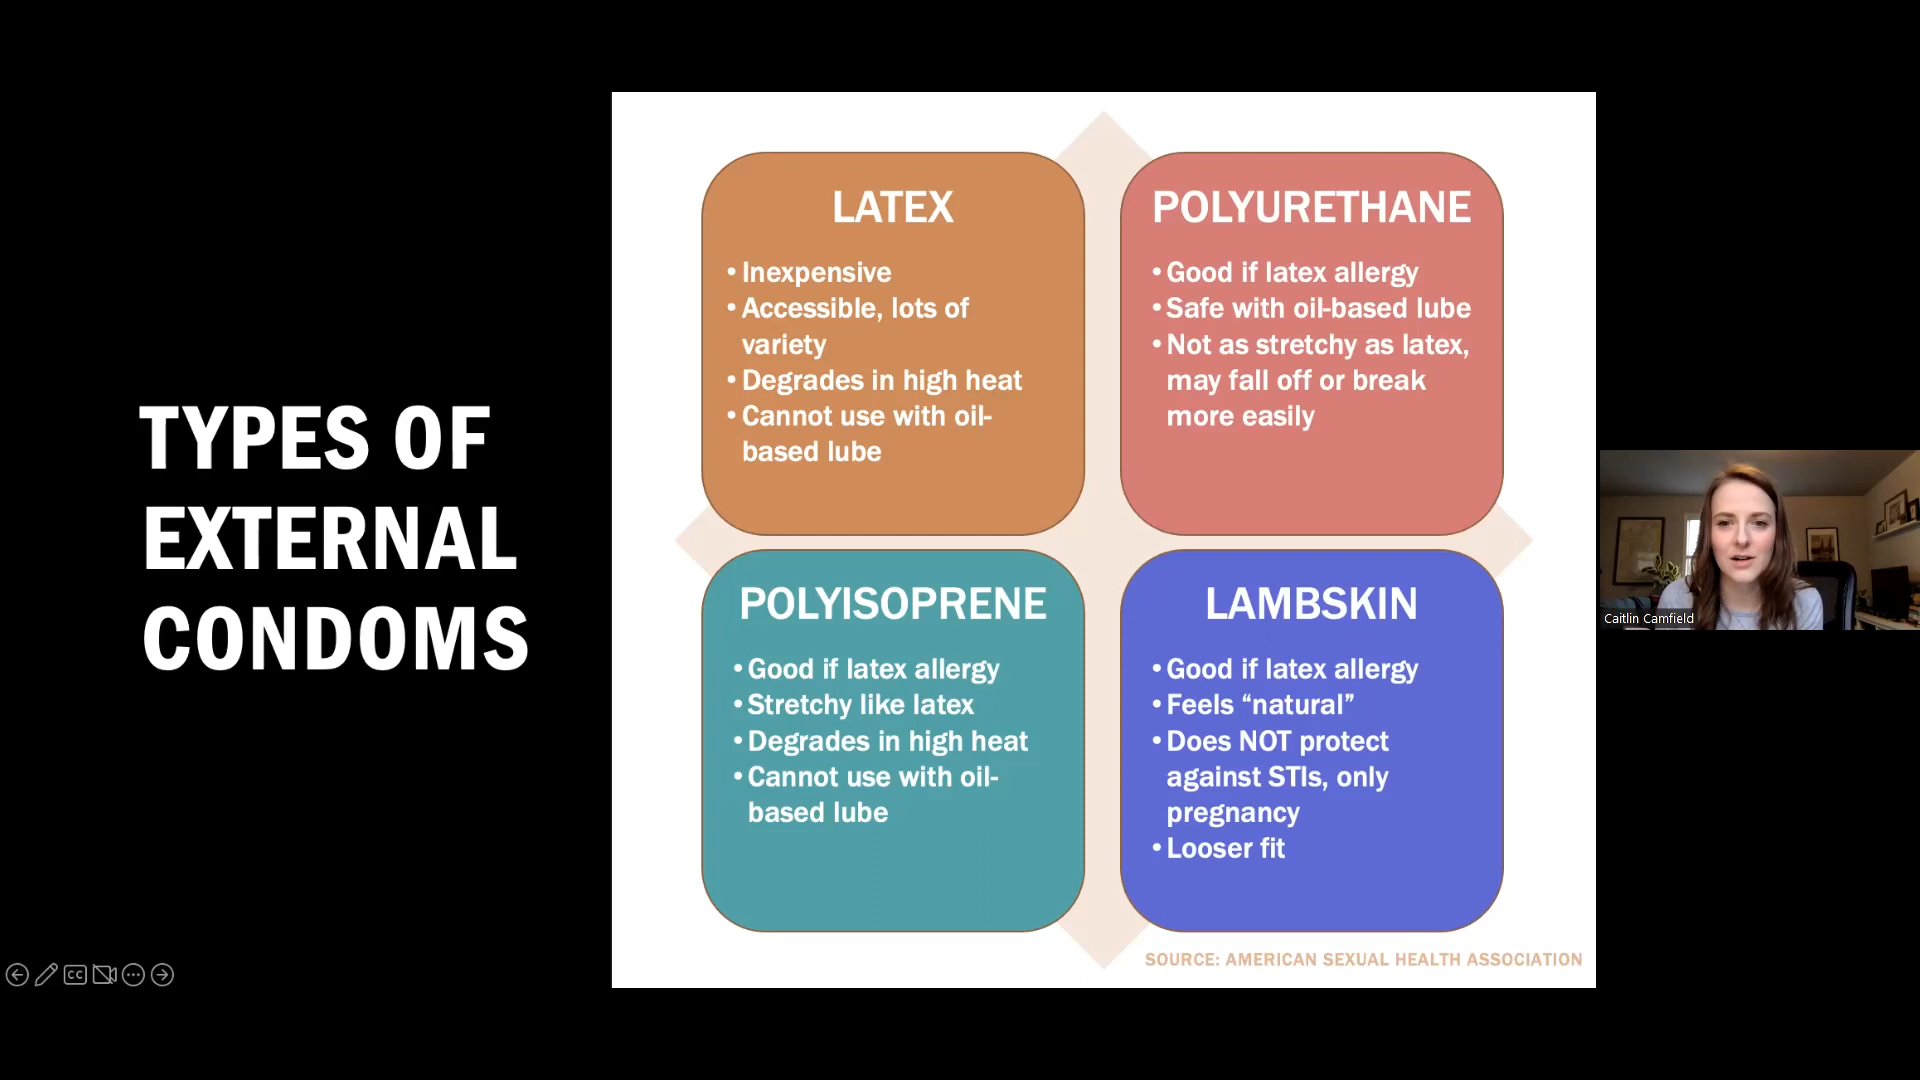 TYPES OF
EXTERNAL
CONDOMS
LATEX
• Inexpensive
• Accessible, lots of
variety
• Degrades in high heat
• Cannot use with oil-
based lube
POLYURETHANE
• Good if latex allergy
• Safe with oil-based lube
• Not as stretchy as latex,
may fall off or break
more easily
POLYISOPRENE
• Good if latex allergy
• Stretchy like latex
• Degrades in high heat
• Cannot use with oil-
based lube
LAMBSKIN
• Good if latex allergy
• Feels “natural”
• Does NOT protect
against STIs, only
pregnancy
• Looser fit
SOURCE: AMERICAN SEXUAL HEALTH ASSOCIATION
Caitlin Camfield
CC